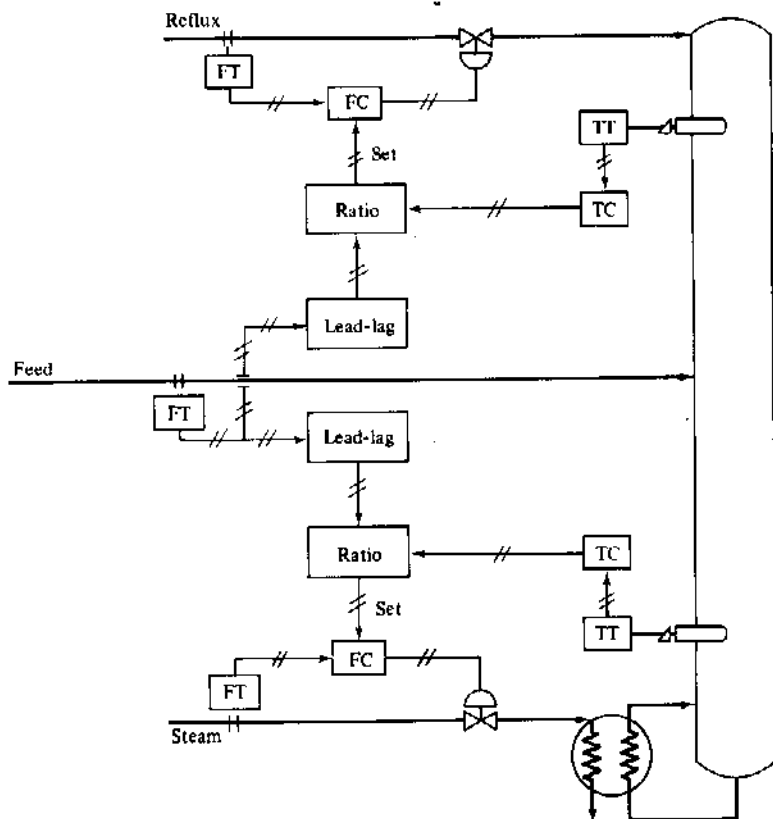 Reflux
FT
FC
TT
Set
Ratio
TC
Lead-lag
Feed
FT
Lead-lag
Ratio
TC
Set
TT
FC
FT
Steam